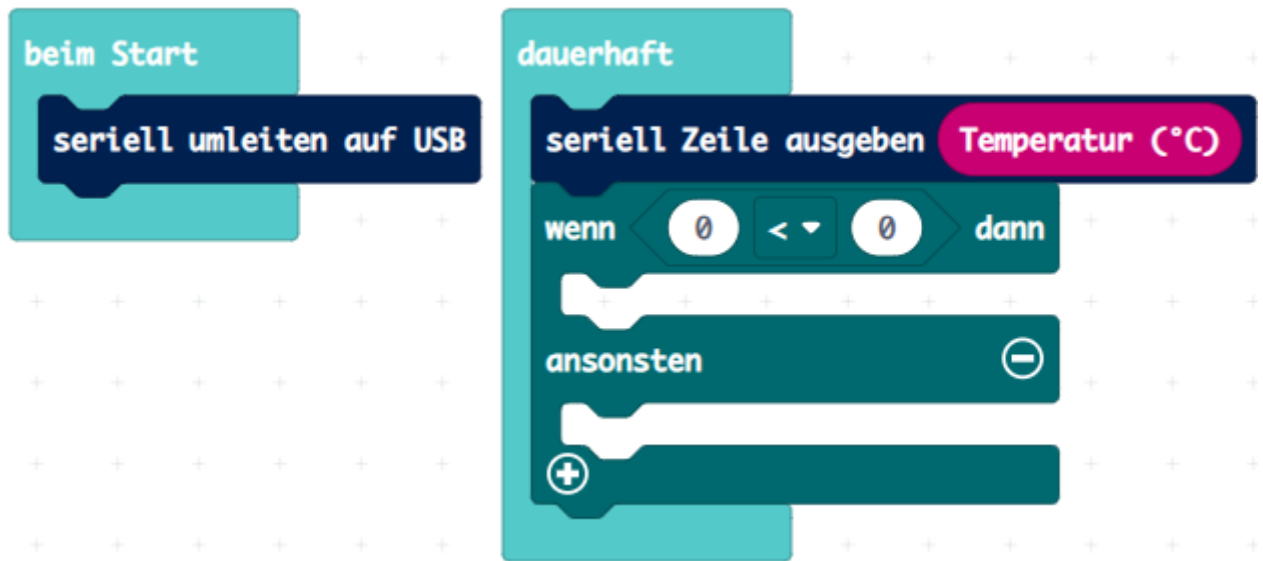 beim Start
seriell umleiten auf USB
dauerhaft
seriell Zeile ausgeben Temperatur (°C)
wenn 0 < 0 dann
ansonsten